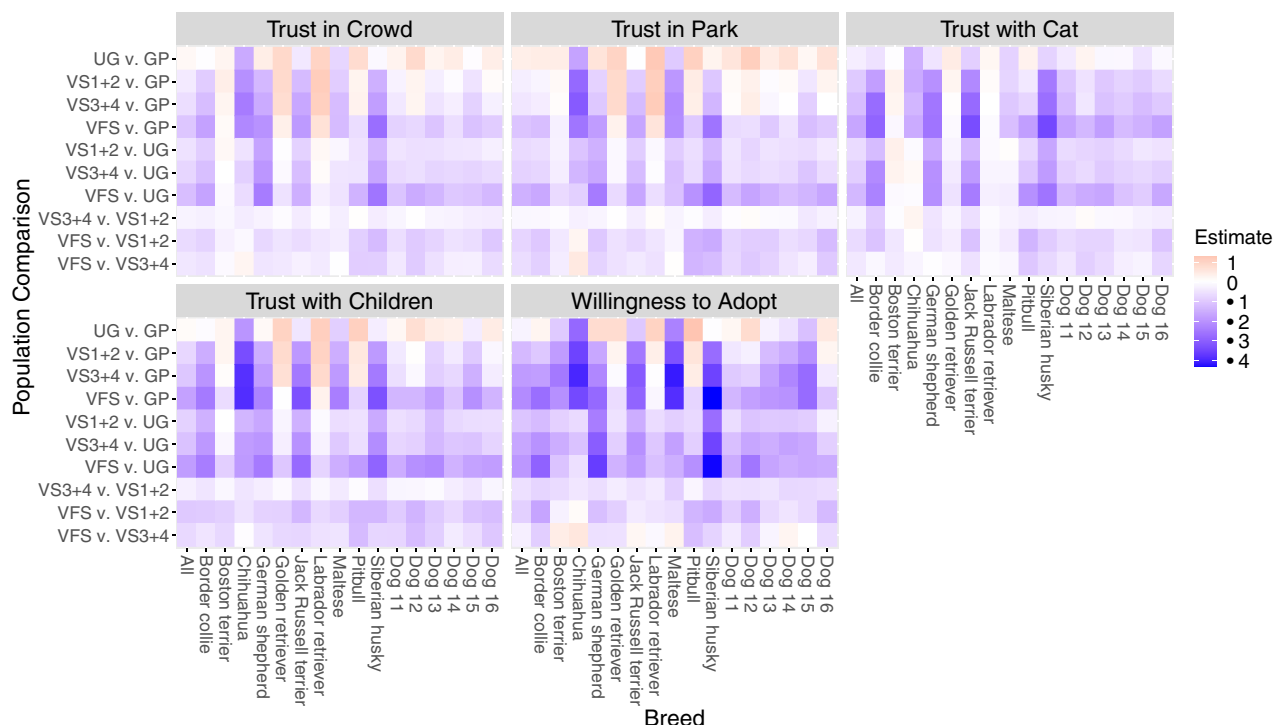 Trust in Crowd
Trust in Park
Trust with Cat
UG v. GP
VS1+2 v. GP
VS3+4 v. GP
VFS v. GP
VS1+2 v. UG
VS3+4 v. UG
VFS v. UG
VS3+4 v. VS1+2
VFS v. VS1+2
VFS v. VS3+4
Population Comparison
Estimate
1
0
•1
•2
•3
•4
All
Border collie
Boston terrier
Chihuahua
German shepherd
Golden retriever
Jack Russell terrier
Labrador retriever
Maltese
Pitbull
Siberian husky
Dog 11
Dog 12
Dog 13
Dog 14
Dog 15
Dog 16
Trust with Children
Willingness to Adopt
UG v. GP
VS1+2 v. GP
VS3+4 v. GP
VFS v. GP
VS1+2 v. UG
VS3+4 v. UG
VFS v. UG
VS3+4 v. VS1+2
VFS v. VS1+2
VFS v. VS3+4
All
Border collie
Boston terrier
Chihuahua
German shepherd
Golden retriever
Jack Russell terrier
Labrador retriever
Maltese
Pitbull
Siberian husky
Dog 11
Dog 12
Dog 13
Dog 14
Dog 15
Dog 16
All
Border collie
Boston terrier
Chihuahua
German shepherd
Golden retriever
Jack Russell terrier
Labrador retriever
Maltese
Pitbull
Siberian husky
Dog 11
Dog 12
Dog 13
Dog 14
Dog 15
Dog 16
Breed